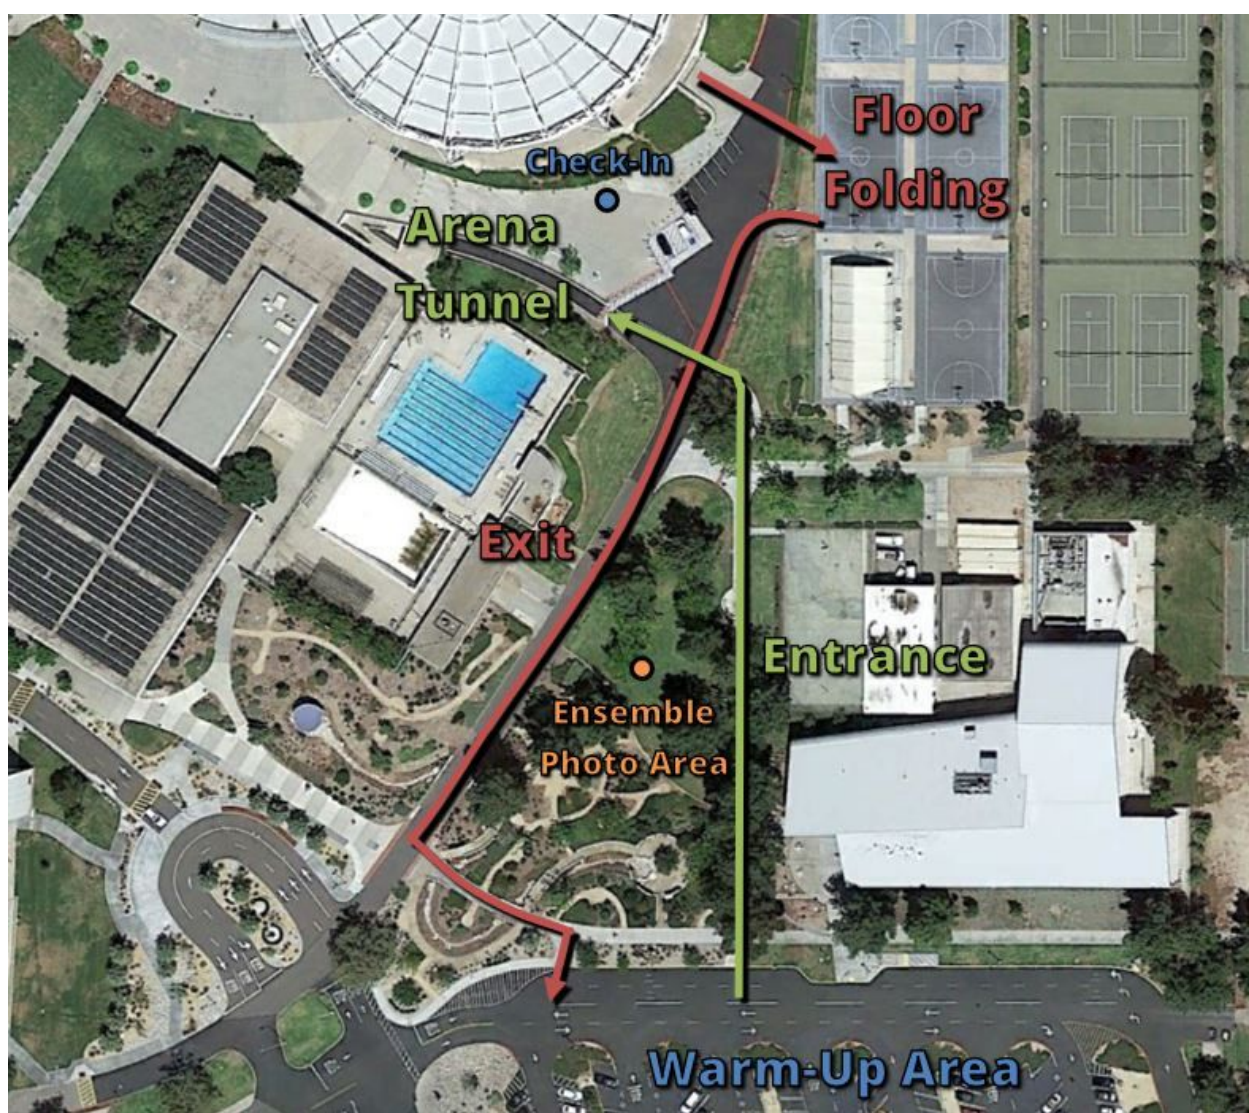 Floor
Folding
Check-In
Arena
Tunnel
Exit
Entrance
Ensemble
Photo Area
Warm-Up Area